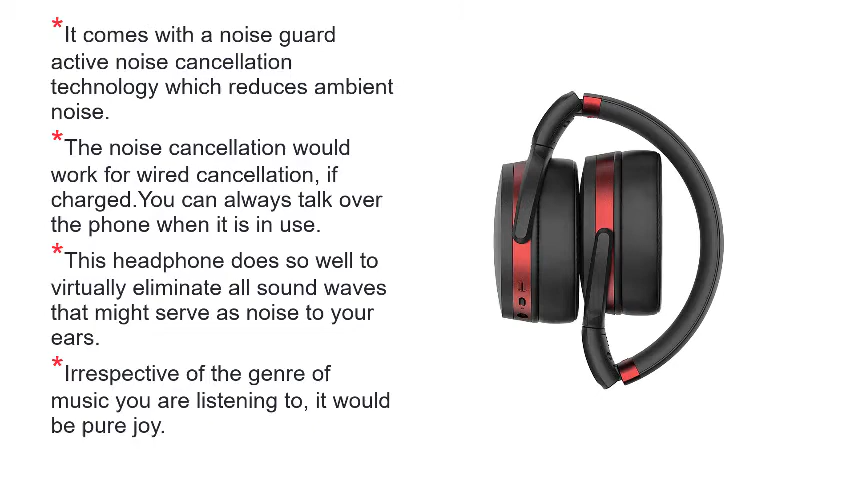 *It comes with a noise guard
active noise cancellation
technology which reduces ambient
noise.
*The noise cancellation would
work for wired cancellation, if
charged.You can always talk over
the phone when it is in use.
*This headphone does so well to
virtually eliminate all sound waves
that might serve as noise to your
ears.
*Irrespective of the genre of
music you are listening to, it would
be pure joy.